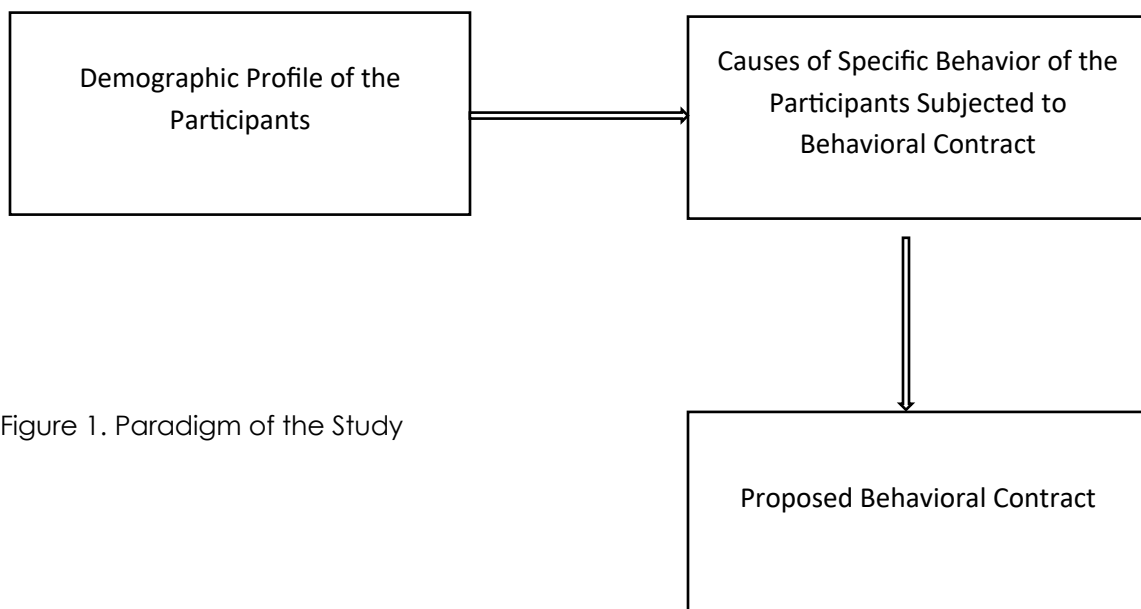 Demographic Profile of the
Participants
Causes of Specific Behavior of the
Participants Subjected to
Behavioral Contract
Figure 1. Paradigm of the Study
Proposed Behavioral Contract